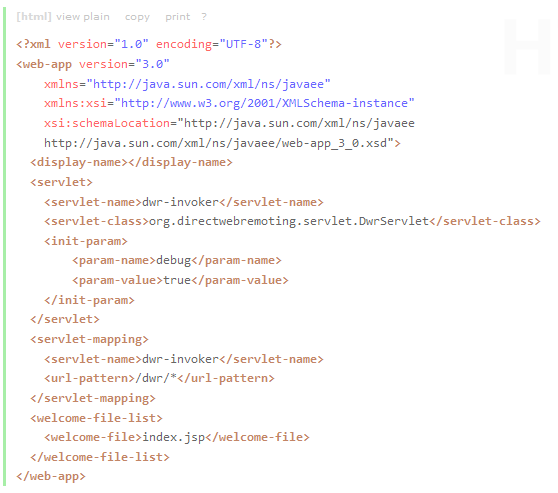 [html] view plain copy print ?
<?xml version="1.0" encoding="UTF-8"?>
<web-app version="3.0"
xmlns="http://java.sun.com/xml/ns/javaee"
xmlns:xsi="http://www.w3.org/2001/XMLSchema-instance"
xsi:schemaLocation="http://java.sun.com/xml/ns/javaee
http://java.sun.com/xml/ns/javaee/web-app_3_0.xsd">
<display-name></display-name>
<servlet>
<servlet-name>dwr-invoker</servlet-name>
<servlet-class>org.directwebremoting.servlet.DwrServlet</servlet-class>
<init-param>
<param-name>debug</param-name>
<param-value>true</param-value>
</init-param>
</servlet>
<servlet-mapping>
<servlet-name>dwr-invoker</servlet-name>
<url-pattern>/dwr/*</url-pattern>
</servlet-mapping>
<welcome-file-list>
<welcome-file>index.jsp</welcome-file>
</welcome-file-list>
</web-app>